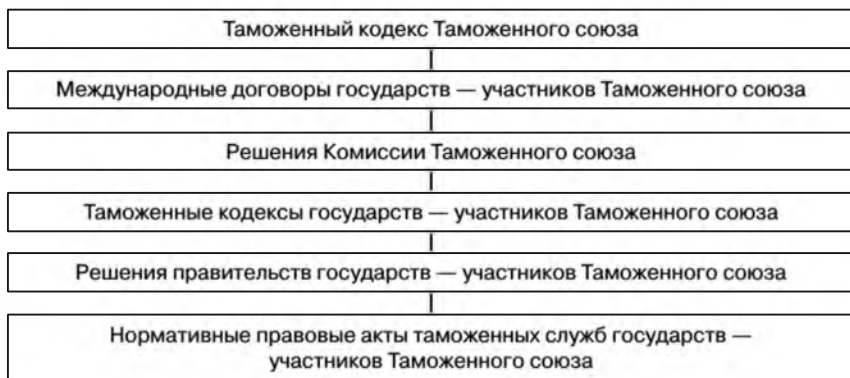 Таможенный кодекс Таможенного союза
Международные договоры государств — участников Таможенного союза
Решения Комиссии Таможенного союза
Таможенные кодексы государств — участников Таможенного союза
Решения правительств государств — участников Таможенного союза
Нормативные правовые акты таможенных служб государств —
участников Таможенного союза